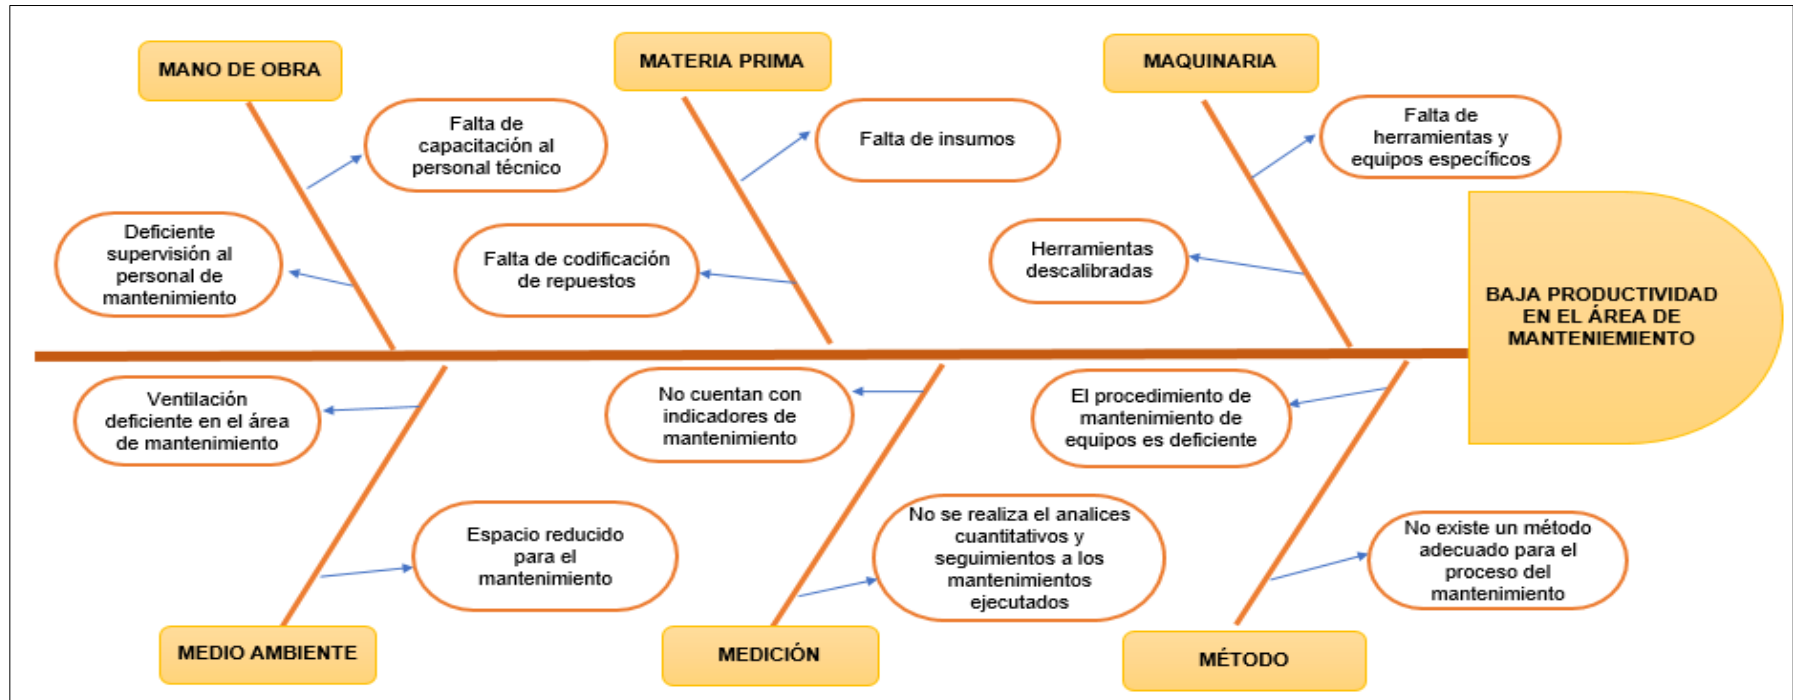 MANO DE OBRA
MATERIA PRIMA
MAQUINARIA
Falta de
capacitación al
personal técnico
Falta de insumos
Falta de
herramientas y
equipos específicos
Deficiente
supervisión al
personal de
mantenimiento
Falta de codificación
de repuestos
Herramientas
descalibradas
BAJA PRODUCTIVIDAD
EN EL ÁREA DE
MANTENIEMIENTO
Ventilación
deficiente en el área
de mantenimiento
No cuentan con
indicadores de
mantenimiento
El procedimiento de
mantenimiento de
equipos es deficiente
Espacio reducido
para el
mantenimiento
No se realiza el analices
cuantitativos y
seguimientos a los
mantenimientos
ejecutados
No existe un método
adecuado para el
proceso del
mantenimiento
MEDIO AMBIENTE
MEDICIÓN
MÉTODO